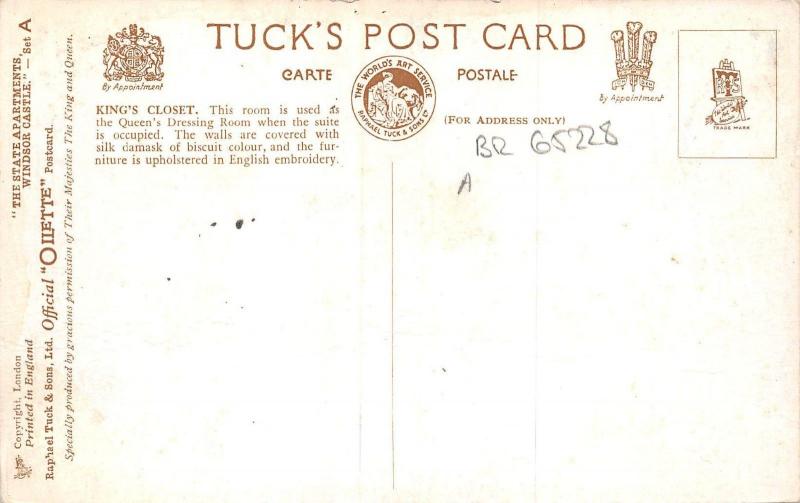 TUCK'S POST CARD
CARTE POSTALE
By Appointment
THE WORLD'S ART SERVICE
RAPHAEL TUCK & SONS LD
By Appointment
TRADE MARK
(FOR ADDRESS ONLY)
KING'S CLOSET. This room is used as
the Queen's Dressing Room when the suite
is occupied. The walls are covered with
silk damask of biscuit colour, and the fur-
niture is upholstered in English embroidery.
BR 65228
A
"THE STATE APARTMENTS,
WINDSOR CASTLE." — Set A
Copyright, London
Printed in England
Raphael Tuck & Sons, Ltd. Official "OILETTE" Postcard.
Specially produced by gracious permission of Their Majesties The King and Queen.